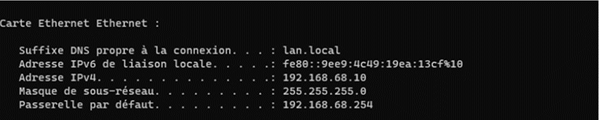 Carte Ethernet Ethernet :
Suffixe DNS propre à la connexion. . . : lan.local
Adresse IPv6 de liaison locale. . . . .: fe80::9ee9:4c49:19ea:13cf%10
Adresse IPv4. . . . . . . . . . . . . .: 192.168.68.10
Masque de sous-réseau. . . . . . . . . : 255.255.255.0
Passerelle par défaut. . . . . . . . . : 192.168.68.254